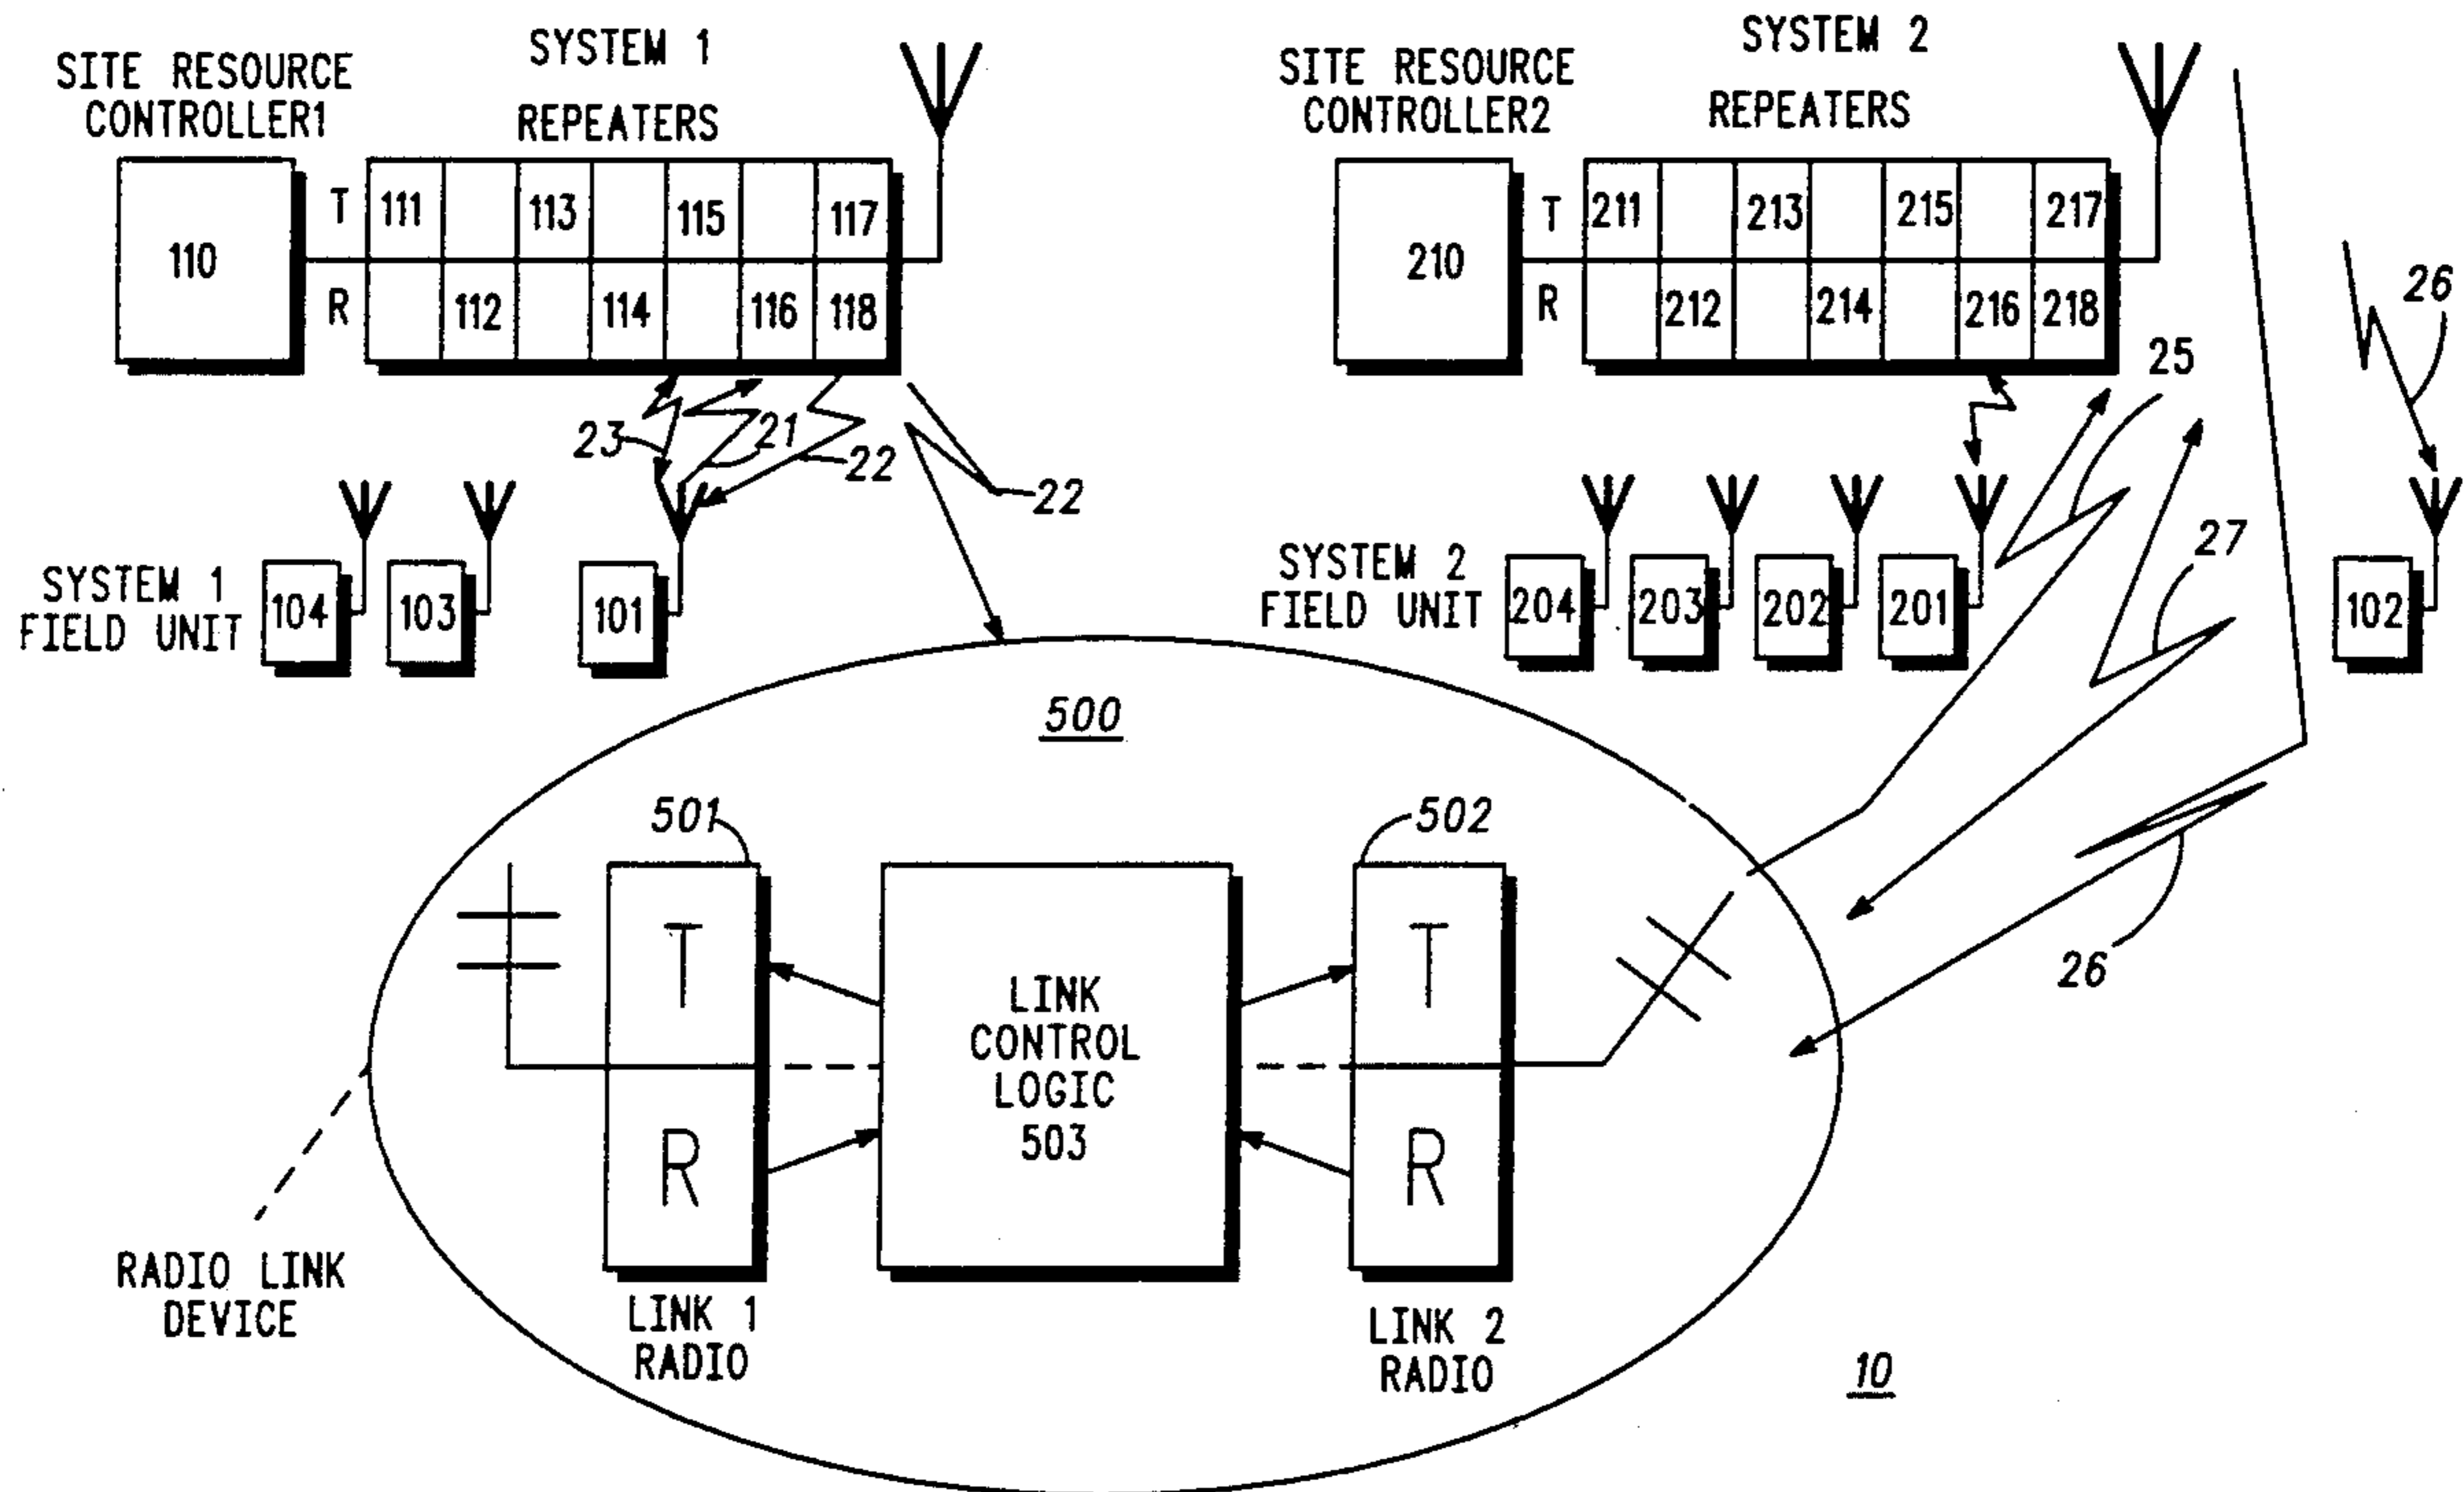 SYSTEM 1
REPEATERS
SITE RESOURCE
CONTROLLER1
110
T
R
111
113
115
117
112
114
116
118
SYSTEM 2
REPEATERS
SITE RESOURCE
CONTROLLER2
210
T
R
211
213
215
217
212
214
216
218
23
21
22
22
25
26
27
26
SYSTEM 1
FIELD UNIT
104
103
101
SYSTEM 2
FIELD UNIT
204
203
202
201
102
500
501
502
T
R
LINK
CONTROL
LOGIC
503
T
R
LINK 1
RADIO
LINK 2
RADIO
RADIO LINK
DEVICE
10